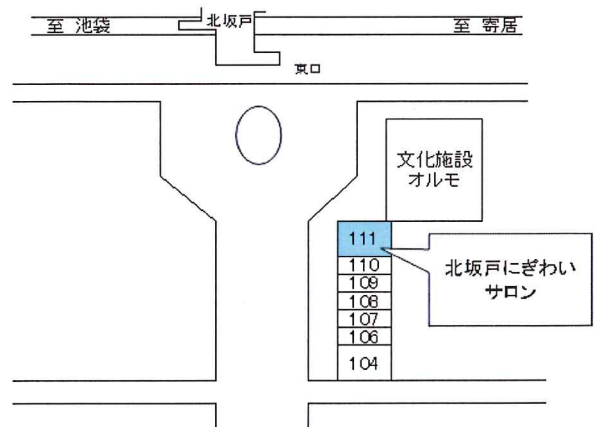 至 池袋
北坂戸
至 寄居
東口
文化施設
オルモ
111
110
109
108
107
106
104
北坂戸にぎわい
サロン